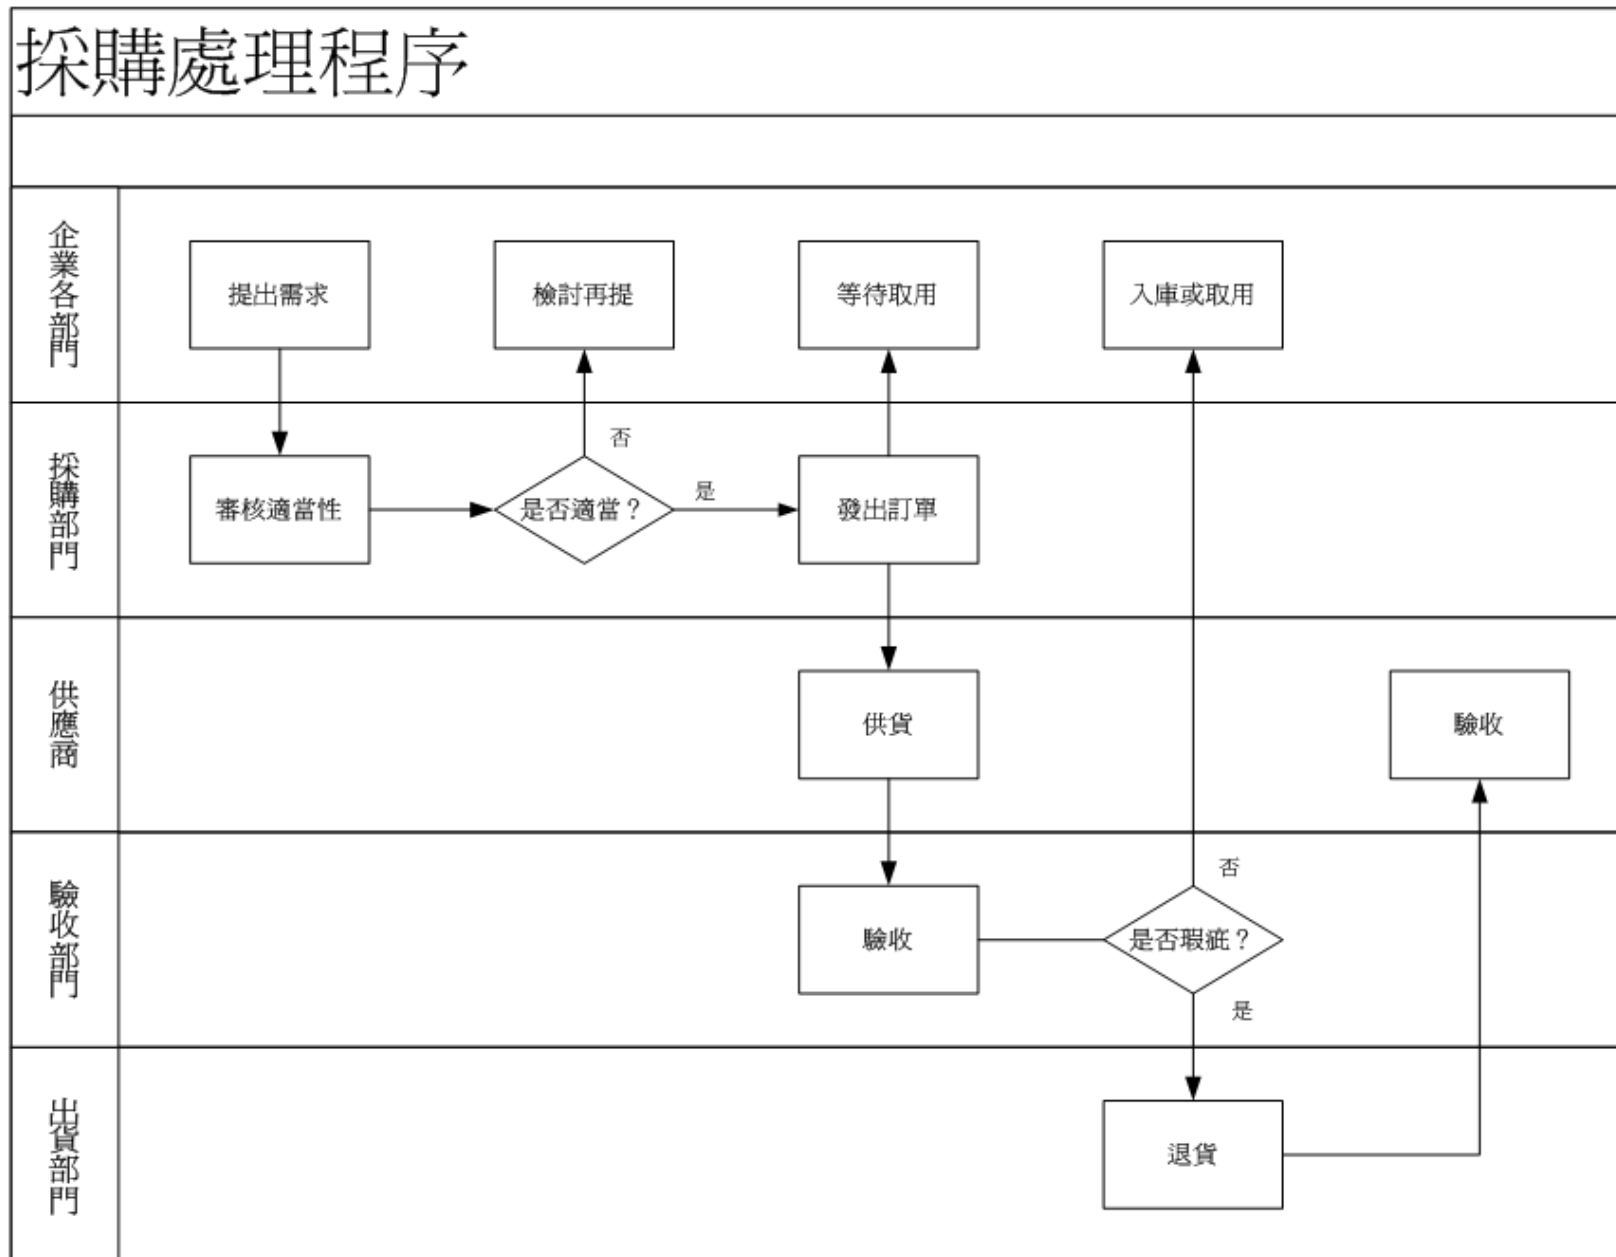 採購處理程序
企業各部門
提出需求
檢討再提
等待取用
入庫或取用
採購部門
審核適當性
是否適當？
否
是
發出訂單
供應商
供貨
驗收
驗收部門
驗收
是否瑕疵？
否
是
出貨部門
退貨